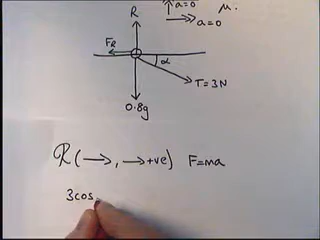 R
a=0
μ.
a=0
FR
α
T=3N
0.8g
R(→, →+ve) F=ma
3cos